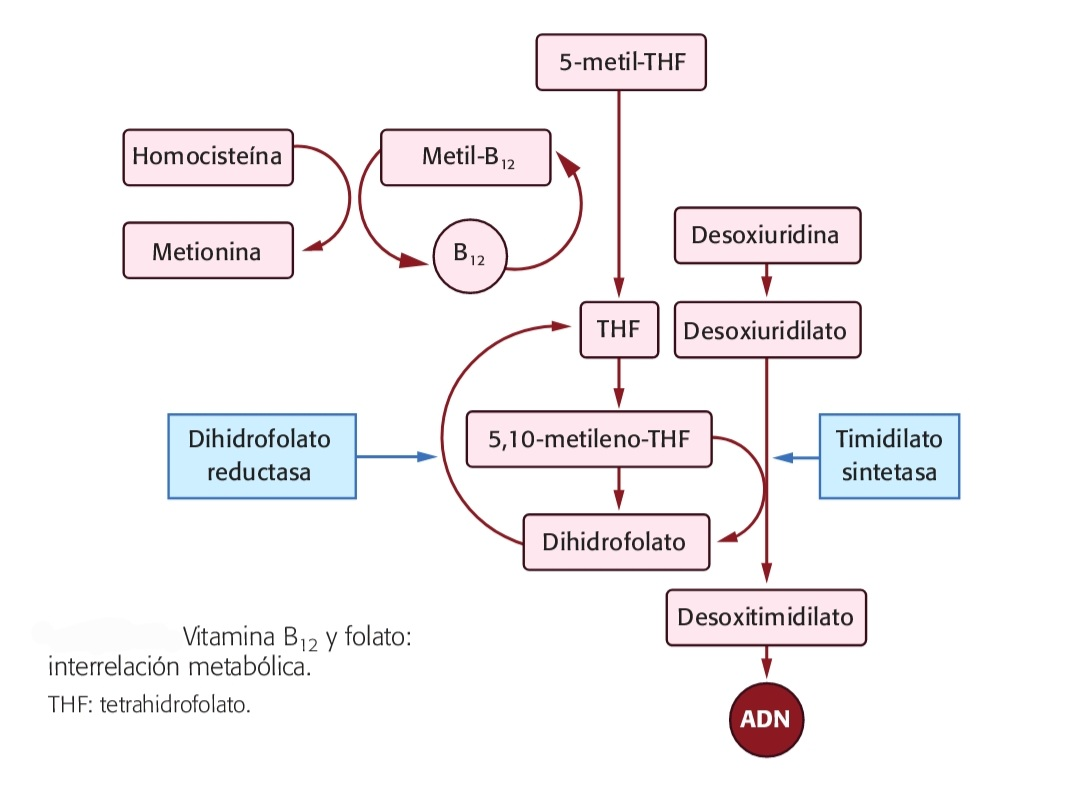 5-metil-THF
Homocisteína
Metil-B₁₂
Metionina
B₁₂
Desoxiuridina
THF
Desoxiuridilato
Dihidrofolato
reductasa
5,10-metileno-THF
Timidilato
sintetasa
Dihidrofolato
Desoxitimidilato
ADN
Vitamina B₁₂ y folato:
interrelación metabólica.
THF: tetrahidrofolato.